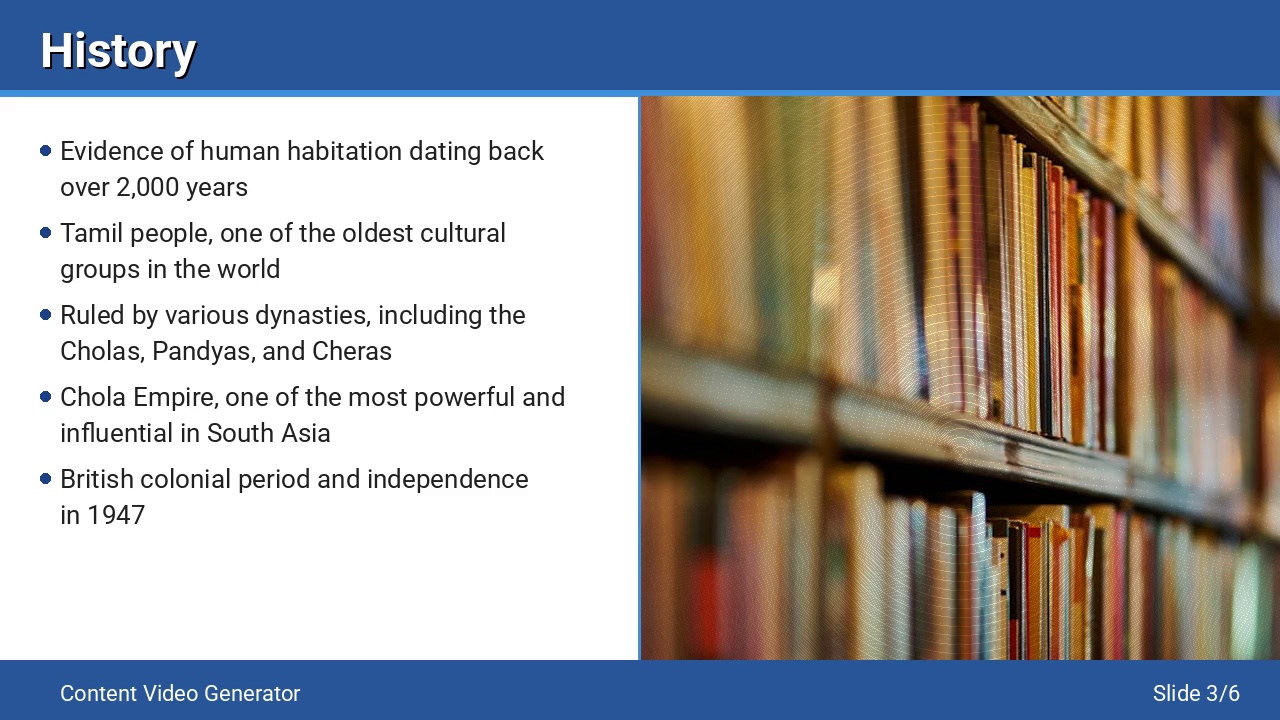 History
Evidence of human habitation dating back
over 2,000 years
Tamil people, one of the oldest cultural
groups in the world
Ruled by various dynasties, including the
Cholas, Pandyas, and Cheras
Chola Empire, one of the most powerful and
influential in South Asia
British colonial period and independence
in 1947
Content Video Generator
Slide 3/6